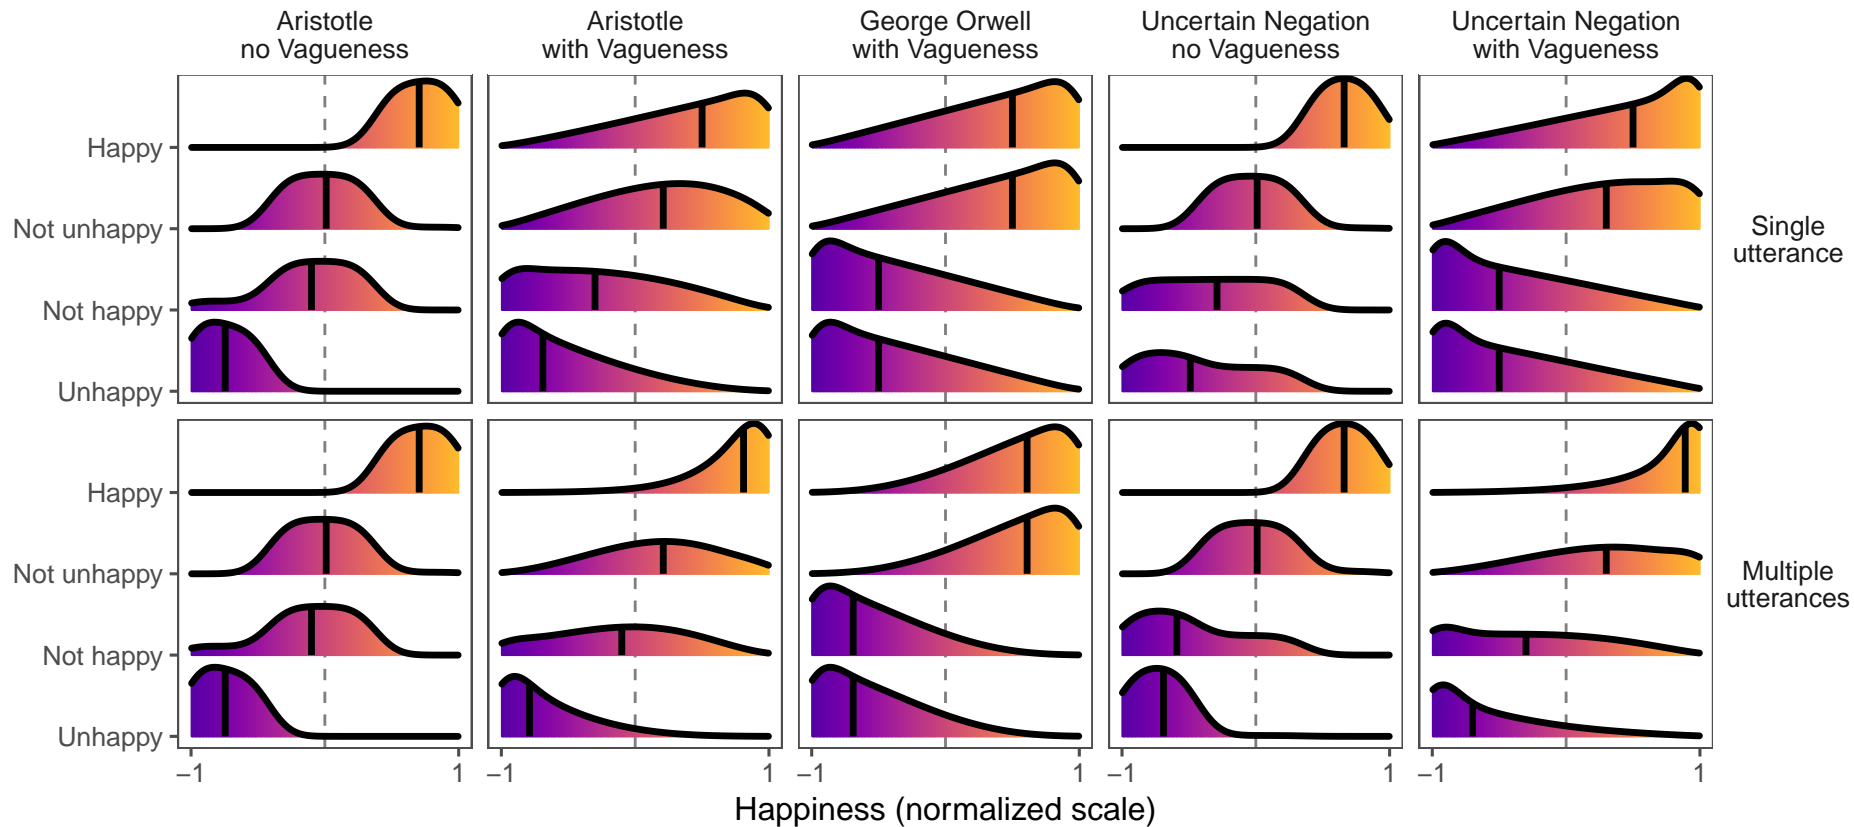 Aristotle
no Vagueness
Aristotle
with Vagueness
George Orwell
with Vagueness
Uncertain Negation
no Vagueness
Uncertain Negation
with Vagueness
Happy
Not unhappy
Not happy
Unhappy
Single
utterance
Happy
Not unhappy
Not happy
Unhappy
Multiple
utterances
−1 1 −1 1 −1 1 −1 1 −1 1
Happiness (normalized scale)